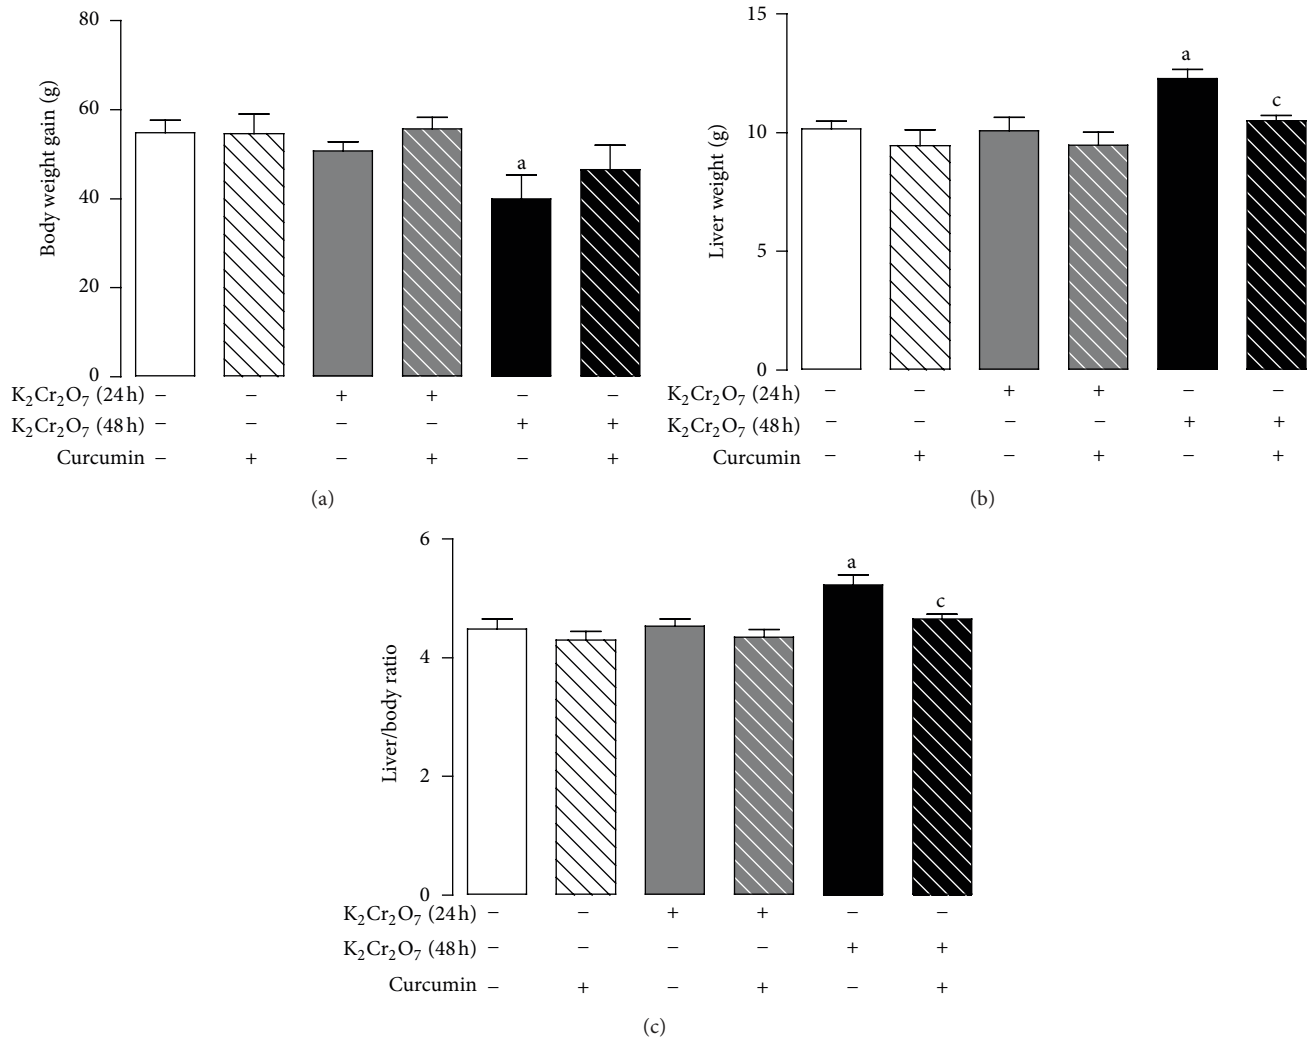 80
60
40
20
0
Body weight gain (g)
a
K₂Cr₂O₇ (24 h) − − + + − −
K₂Cr₂O₇ (48 h) − − − − + +
Curcumin − + − + − +
(a)
15
10
5
0
Liver weight (g)
a
c
K₂Cr₂O₇ (24 h) − − + + − −
K₂Cr₂O₇ (48 h) − − − − + +
Curcumin − + − + − +
(b)
6
4
2
0
Liver/body ratio
a
c
K₂Cr₂O₇ (24 h) − − + + − −
K₂Cr₂O₇ (48 h) − − − − + +
Curcumin − + − + − +
(c)